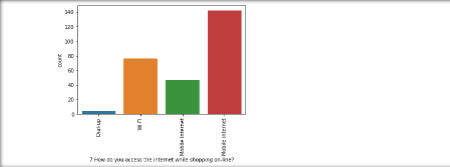 140
120
100
80
60
40
20
0
count
Dial-up
Wi Fi
Mobile Internet
Mobile internet
7 How do you access the internet while shopping on-line?